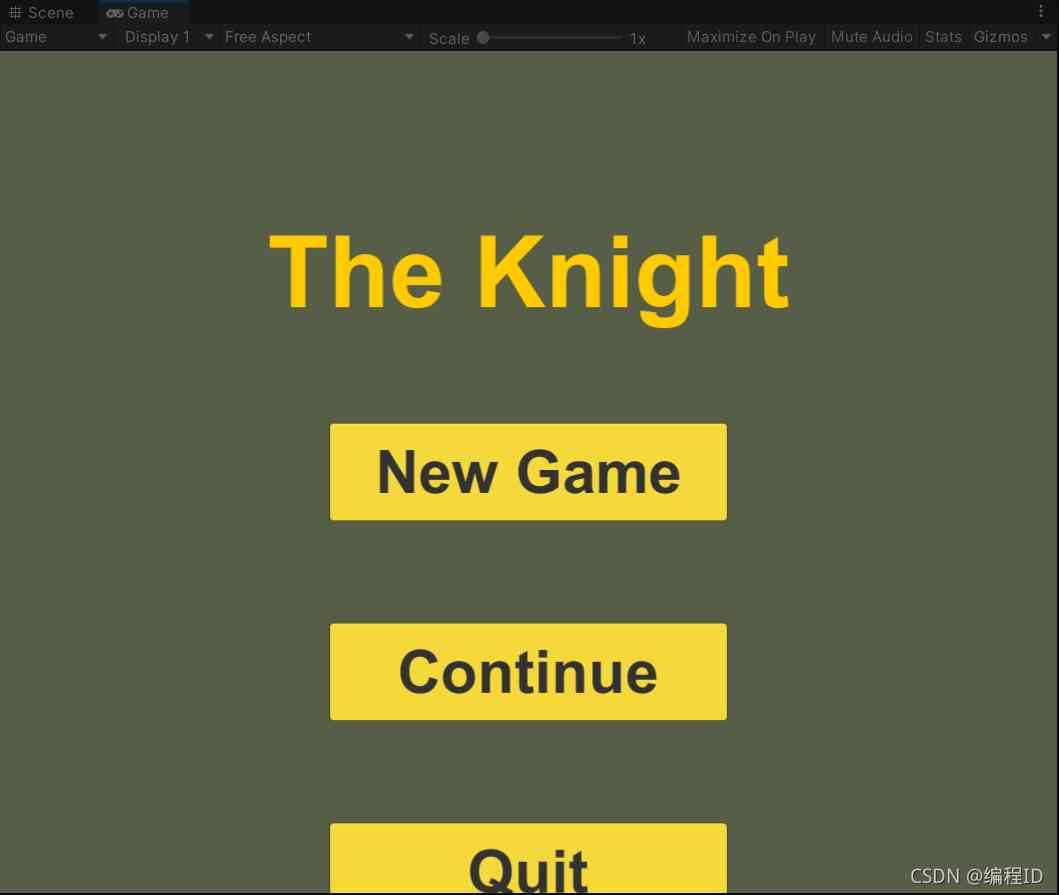 Scene Game
Game Display 1 Free Aspect Scale 1x Maximize On Play Mute Audio Stats Gizmos
The Knight
New Game
Continue
Quit
CSDN @编程ID